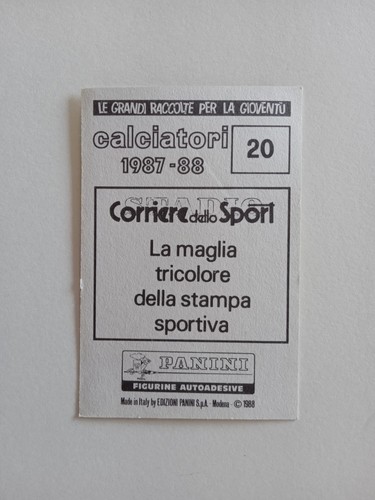 LE GRANDI RACCOLTE PER LA GIOVENTÙ
calciatori
1987-88
20
STADIO
Corriere dello Sport
La maglia
tricolore
della stampa
sportiva
PANINI
FIGURINE AUTOADESIVE
Made in Italy by EDIZIONI PANINI S.p.A. - Modena - © 1988